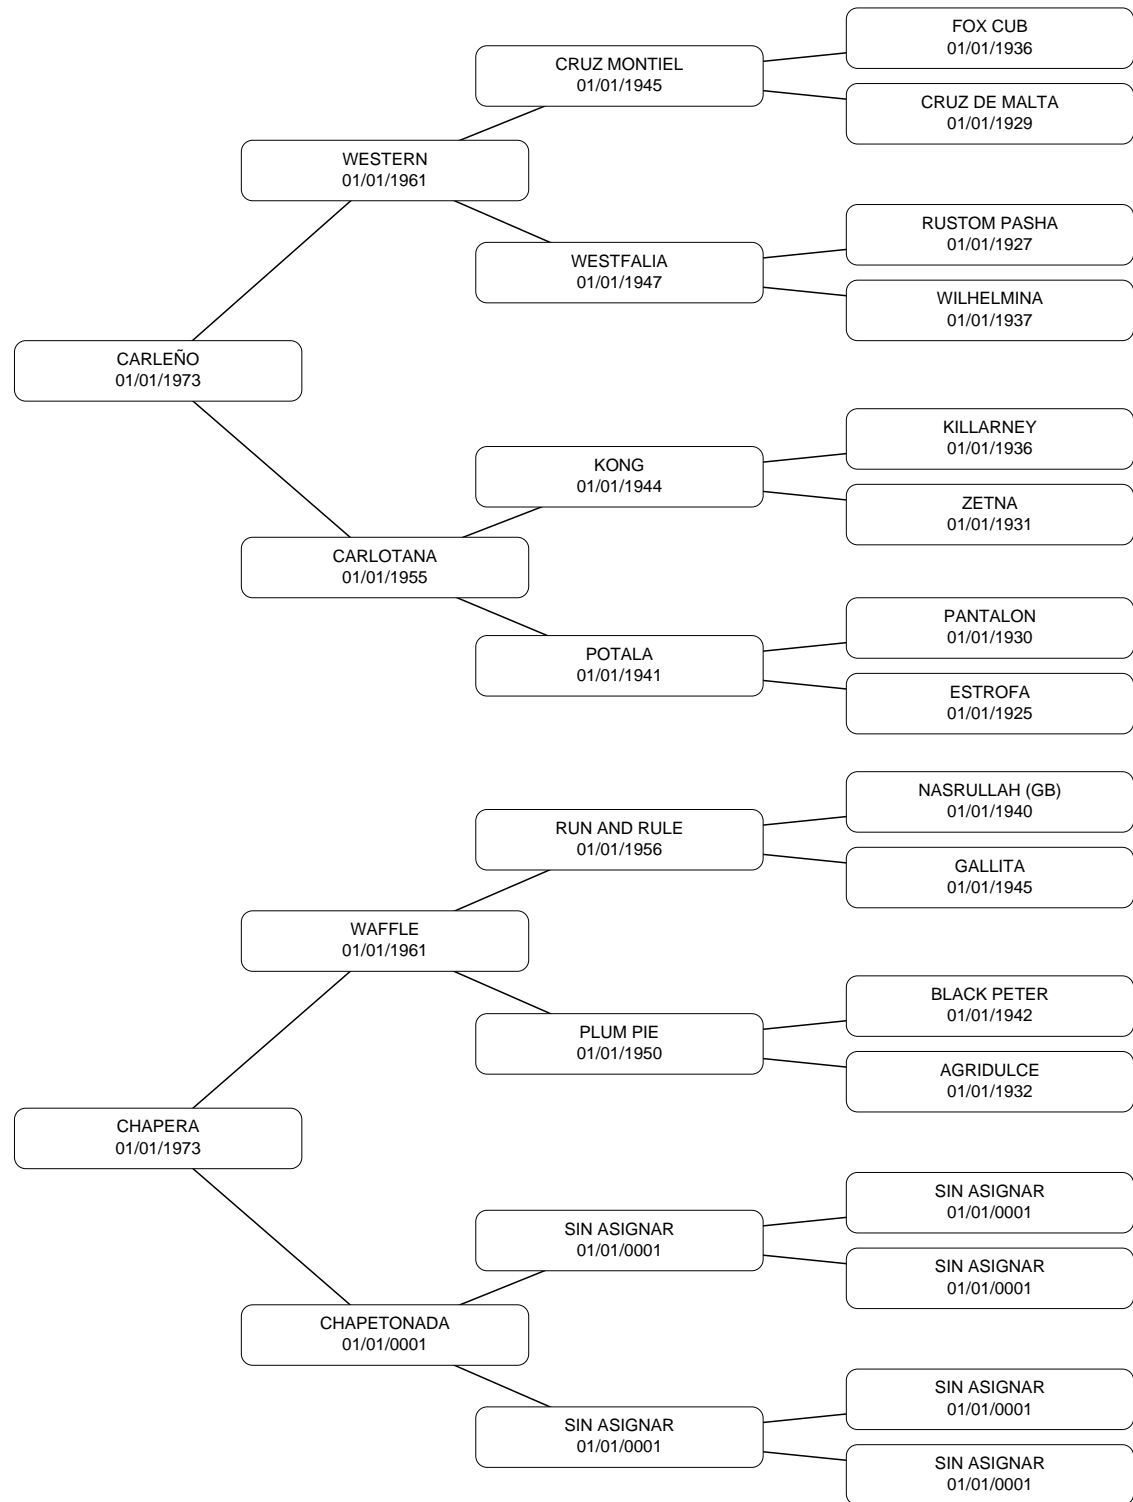 FOX CUB
01/01/1936
CRUZ MONTIEL
01/01/1945
CRUZ DE MALTA
01/01/1929
WESTERN
01/01/1961
RUSTOM PASHA
01/01/1927
WESTFALIA
01/01/1947
WILHELMINA
01/01/1937
CARLEÑO
01/01/1973
KILLARNEY
01/01/1936
KONG
01/01/1944
ZETNA
01/01/1931
CARLOTANA
01/01/1955
PANTALON
01/01/1930
POTALA
01/01/1941
ESTROFA
01/01/1925
NASRULLAH (GB)
01/01/1940
RUN AND RULE
01/01/1956
GALLITA
01/01/1945
WAFFLE
01/01/1961
BLACK PETER
01/01/1942
PLUM PIE
01/01/1950
AGRIDULCE
01/01/1932
CHAPERA
01/01/1973
SIN ASIGNAR
01/01/0001
SIN ASIGNAR
01/01/0001
SIN ASIGNAR
01/01/0001
CHAPETONADA
01/01/0001
SIN ASIGNAR
01/01/0001
SIN ASIGNAR
01/01/0001
SIN ASIGNAR
01/01/0001